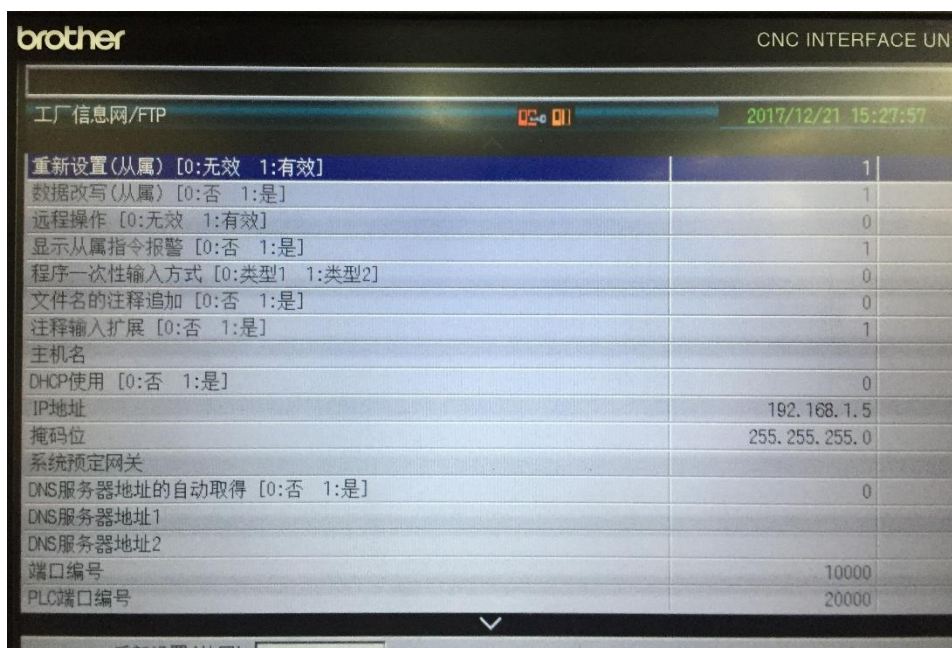 brother
CNC INTERFACE UN
工厂信息网/FTP 2017/12/21 15:27:57
重新设置(从属) [0:无效 1:有效] 1
数据改写(从属) [0:否 1:是] 1
远程操作 [0:无效 1:有效] 0
显示从属指令报警 [0:否 1:是] 1
程序一次性输入方式 [0:类型1 1:类型2] 0
文件名的注释追加 [0:否 1:是] 0
注释输入扩展 [0:否 1:是] 1
主机名
DHCP使用 [0:否 1:是] 0
IP地址 192.168.1.5
掩码位 255.255.255.0
系统预定网关
DNS服务器地址的自动取得 [0:否 1:是] 0
DNS服务器地址1
DNS服务器地址2
端口编号 10000
PLC端口编号 20000